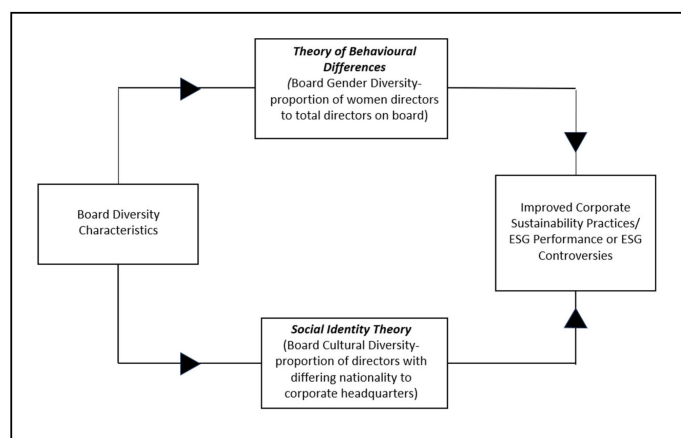 Theory of Behavioural
Differences
(Board Gender Diversity-
proportion of women directors
to total directors on board)
Board Diversity
Characteristics
Improved Corporate
Sustainability Practices/
ESG Performance or ESG
Controversies
Social Identity Theory
(Board Cultural Diversity-
proportion of directors with
differing nationality to
corporate headquarters)